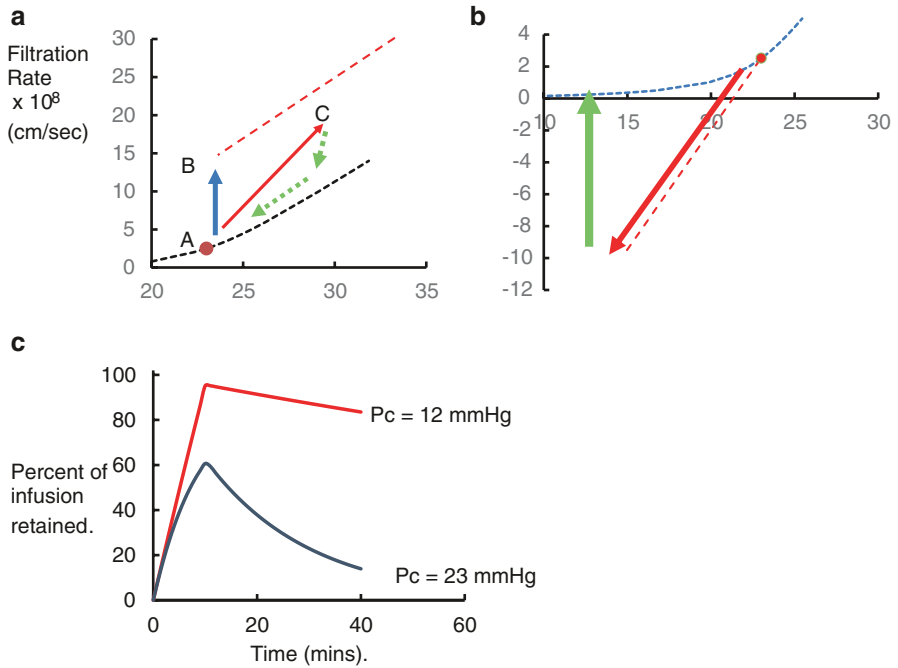 a
Filtration
Rate
x 10⁸
(cm/sec)
30
25
20
15
10
5
0
20
25
30
35
A
B
C
b
4
2
0
-2
-4
-6
-8
-10
-12
10
15
20
25
30
c
Percent of
infusion
retained.
100
80
60
40
20
0
0
20
40
60
Time (mins).
Pc = 12 mmHg
Pc = 23 mmHg